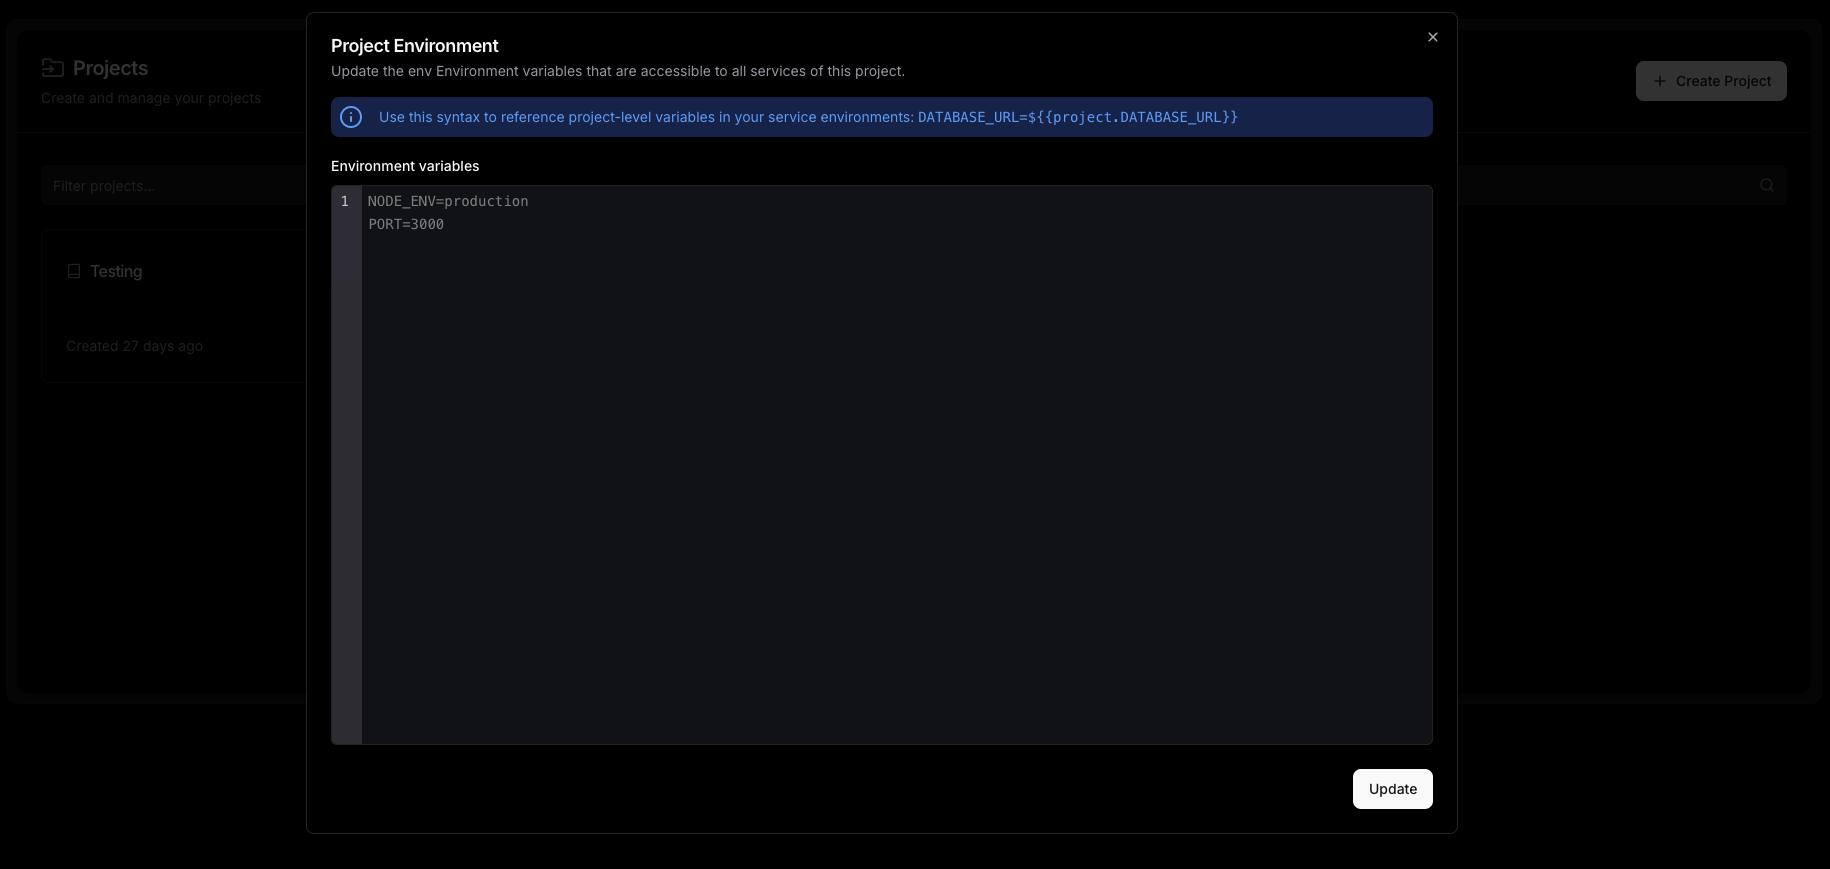 Projects
Create and manage your projects
Create Project
Filter projects...
Testing
Created 27 days ago
Project Environment
Update the env Environment variables that are accessible to all services of this project.
Use this syntax to reference project-level variables in your service environments: DATABASE_URL=${{project.DATABASE_URL}}
Environment variables
1 NODE_ENV=production
PORT=3000
Update